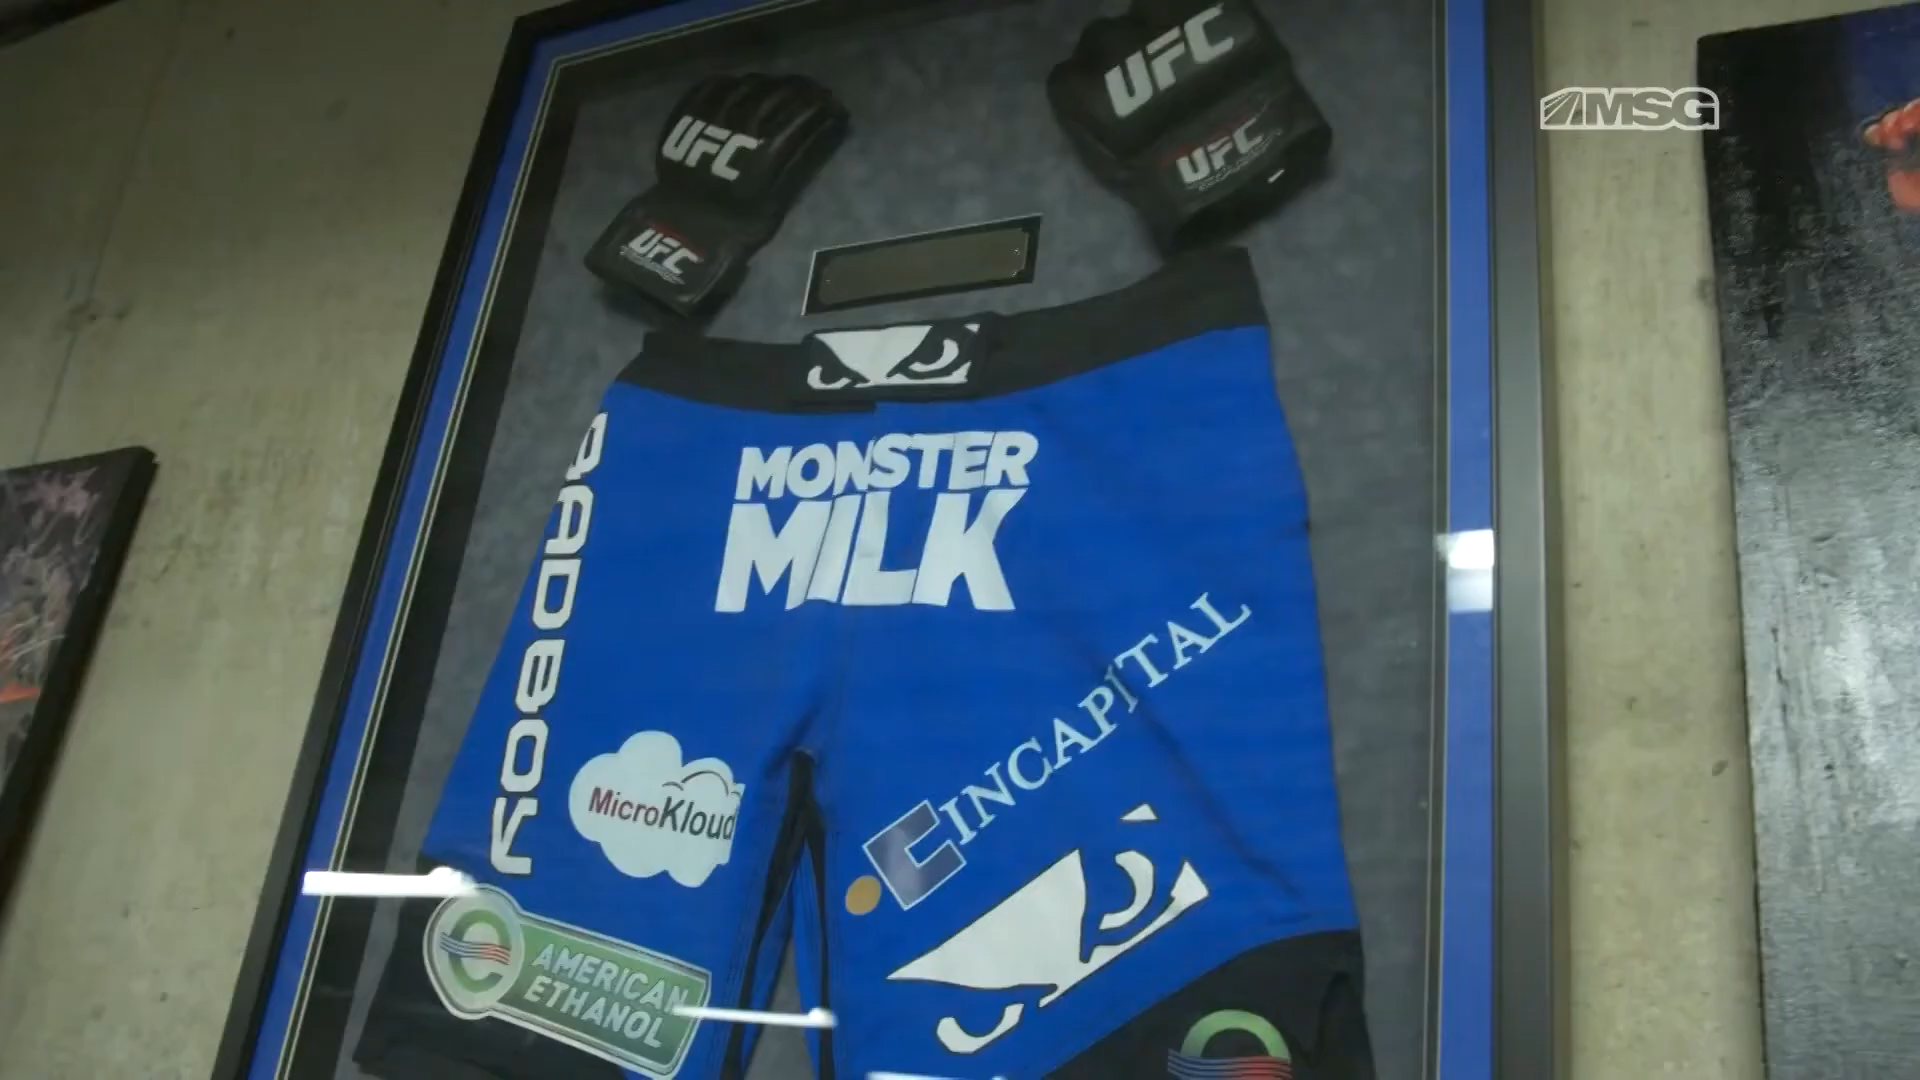 UFC
UFC
UFC
UFC
MSG
BADBOY
MONSTER
MILK
INCAPITAL
MicroKloud
AMERICAN
ETHANOL